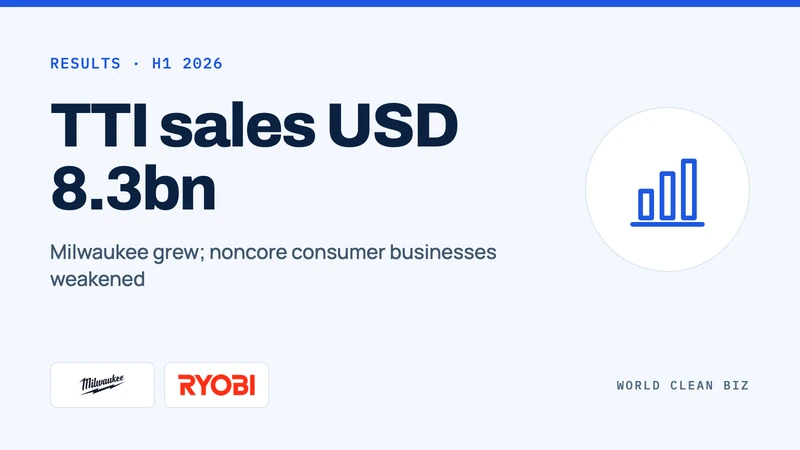 RESULTS · H1 2026
TTI sales USD
8.3bn
Milwaukee grew; noncore consumer businesses
weakened
Milwaukee
RYOBI
WORLD CLEAN BIZ